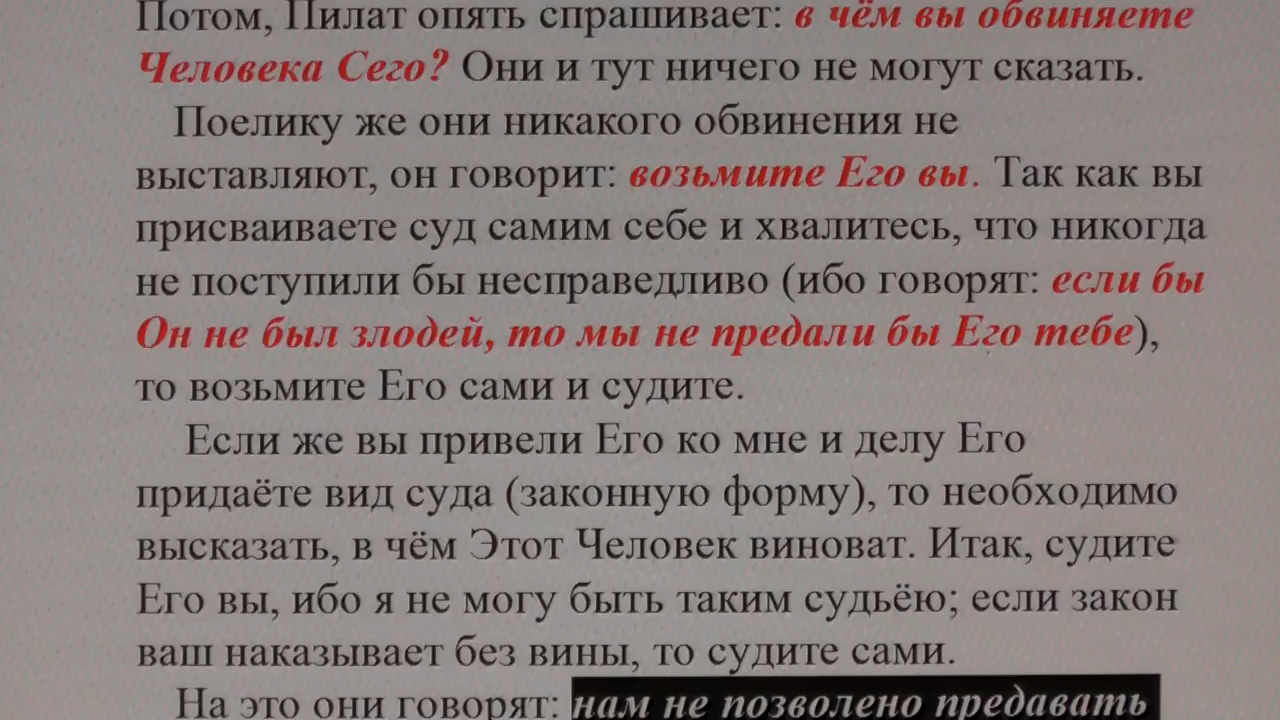 Потом, Пилат опять спрашивает: в чём вы обвиняете
Человека Сего? Они и тут ничего не могут сказать.
Поелику же они никакого обвинения не
выставляют, он говорит: возьмите Его вы. Так как вы
присваиваете суд самим себе и хвалитесь, что никогда
не поступили бы несправедливо (ибо говорят: если бы
Он не был злодей, то мы не предали бы Его тебе),
то возьмите Его сами и судите.
Если же вы привели Его ко мне и делу Его
придаёте вид суда (законную форму), то необходимо
высказать, в чём Этот Человек виноват. Итак, судите
Его вы, ибо я не могу быть таким судьёю; если закон
ваш наказывает без вины, то судите сами.
На это они говорят: нам не позволено предавать